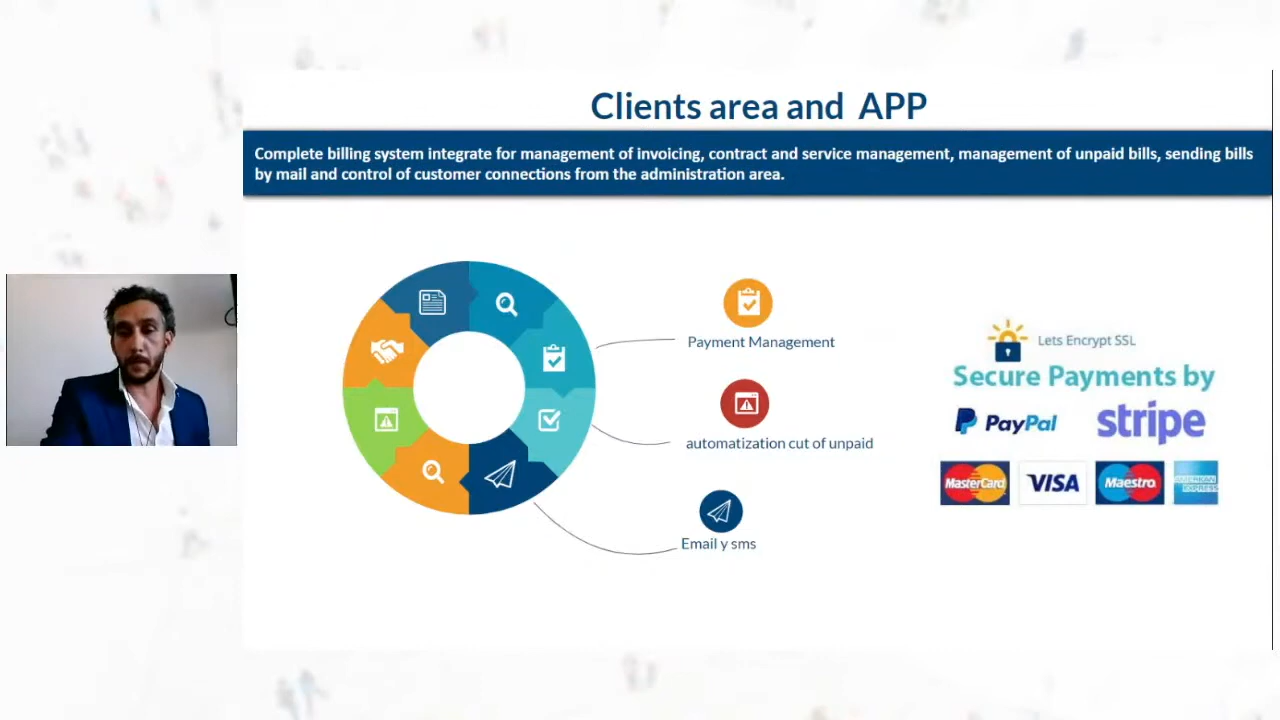 Clients area and APP
Complete billing system integrate for management of invoicing, contract and service management, management of unpaid bills, sending bills
by mail and control of customer connections from the administration area.
Payment Management
automatization cut of unpaid
Email y sms
Lets Encrypt SSL
Secure Payments by
PayPal stripe
MasterCard VISA Maestro AMERICAN
EXPRESS